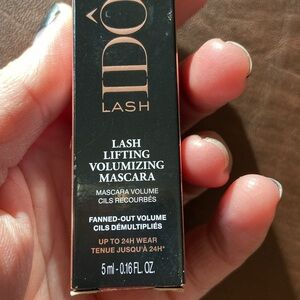 IDÔ
LASH
LASH
LIFTING
VOLUMIZING
MASCARA
MASCARA VOLUME
CILS RECOURBÉS
FANNED-OUT VOLUME
CILS DÉMULTIPLIÉS
UP TO 24H WEAR
TENUE JUSQU'À 24H*
5 ml - 0.16 FL. OZ.